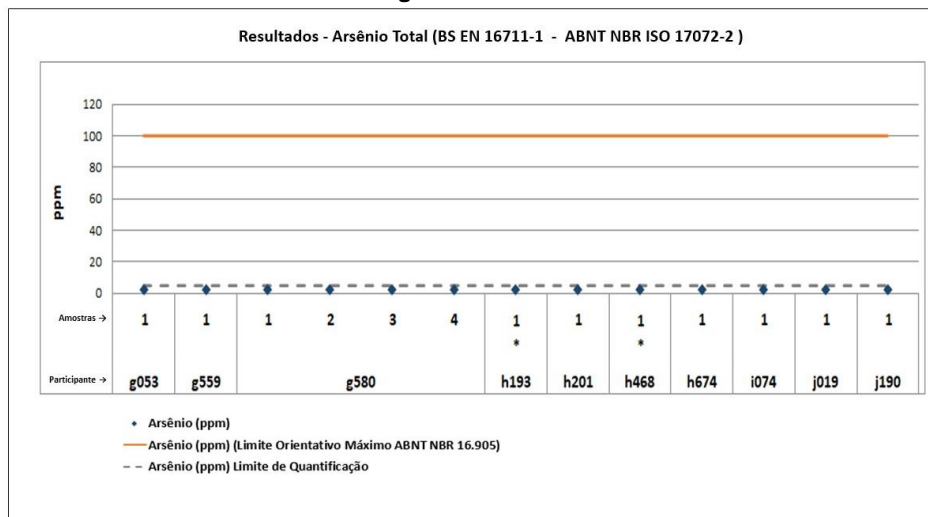 Resultados - Arsênio Total (BS EN 16711-1 - ABNT NBR ISO 17072-2 )
120
100
80
60
40
20
0
ppm
Amostras → 1 1 1 2 3 4 1 1 1 1 1 1 1
* *
Participante → g053 g559 g580 h193 h201 h468 h674 i074 j019 j190
Arsênio (ppm)
Arsênio (ppm) (Limite Orientativo Máximo ABNT NBR 16.905)
Arsênio (ppm) Limite de Quantificação